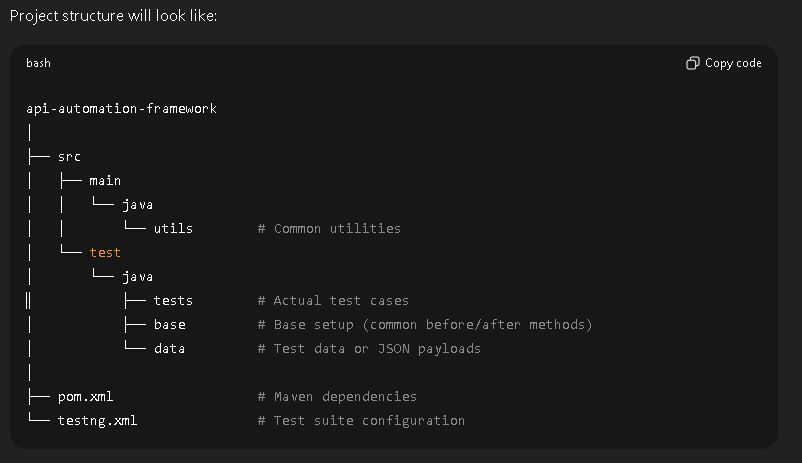 Project structure will look like:
bash
Copy code
api-automation-framework
│
├── src
│   ├── main
│   │   └── java
│   │       └── utils        # Common utilities
│   └── test
│       └── java
║           ├── tests        # Actual test cases
│           ├── base         # Base setup (common before/after methods)
│           └── data         # Test data or JSON payloads
│
├── pom.xml                  # Maven dependencies
└── testng.xml               # Test suite configuration